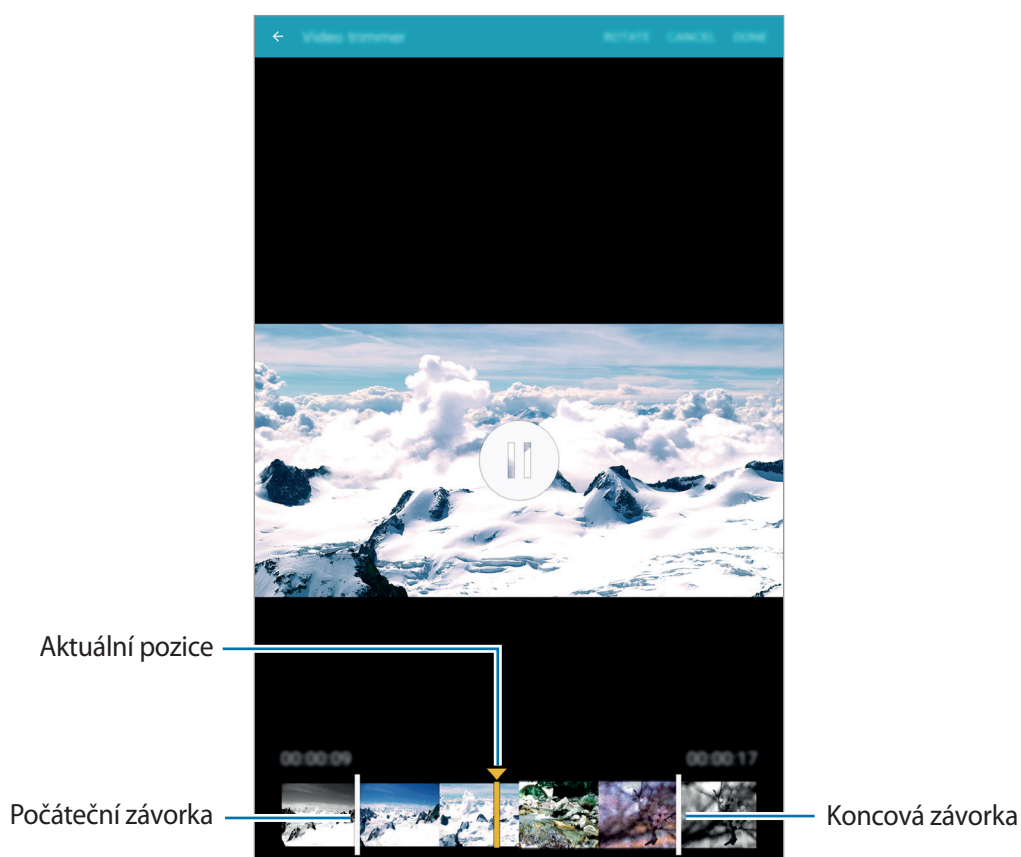 Video trimmer ROTATE CANCEL DONE
Aktuální pozice
00:00:09 00:00:17
Počáteční závorka
Koncová závorka